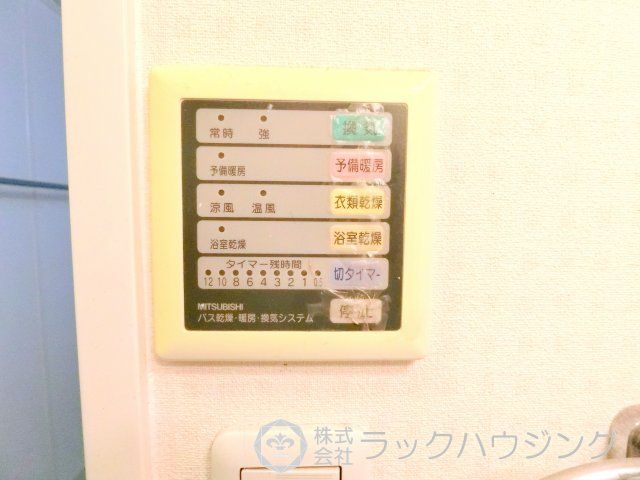 常時 強 換気
予備暖房 予備暖房
涼風 温風 衣類乾燥
浴室乾燥 浴室乾燥
タイマー残時間
12 10 8 6 4 3 2 1 0.5 切タイマー
MITSUBISHI 停止
バス乾燥・暖房・換気システム
株式会社 ラックハウジング